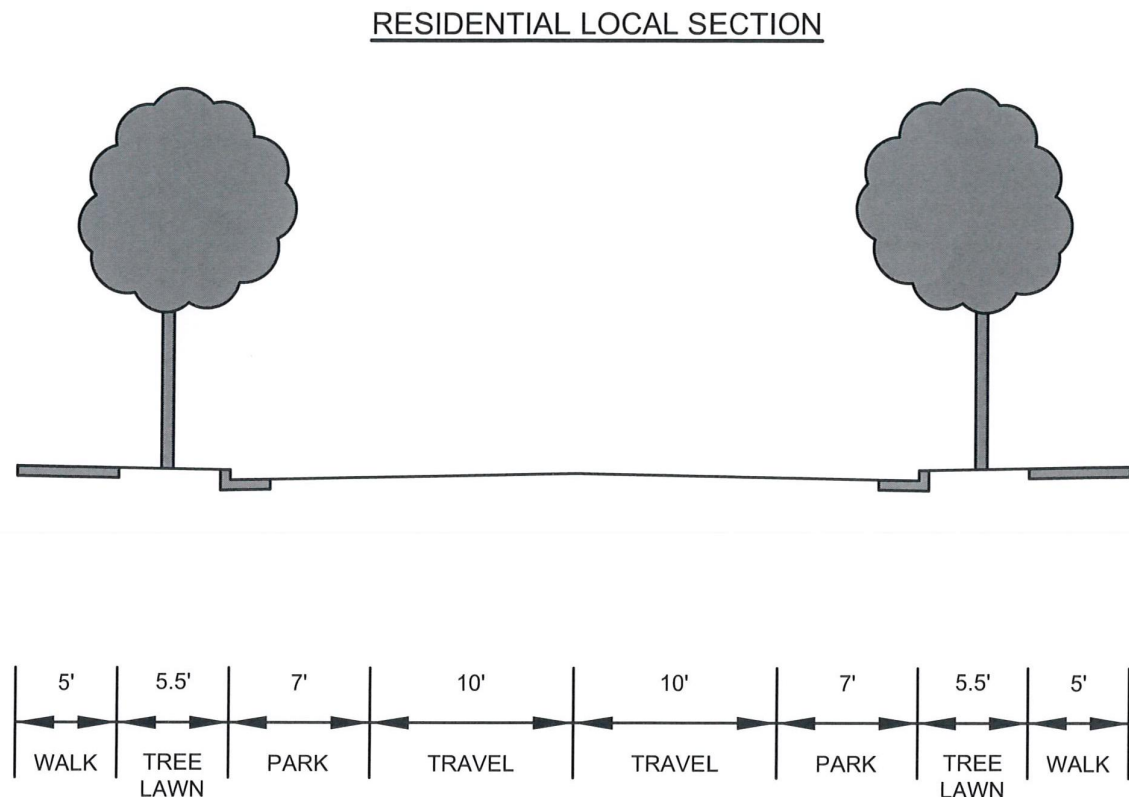 RESIDENTIAL LOCAL SECTION
5' 5.5' 7' 10' 10' 7' 5.5' 5'
WALK TREE LAWN PARK TRAVEL TRAVEL PARK TREE LAWN WALK